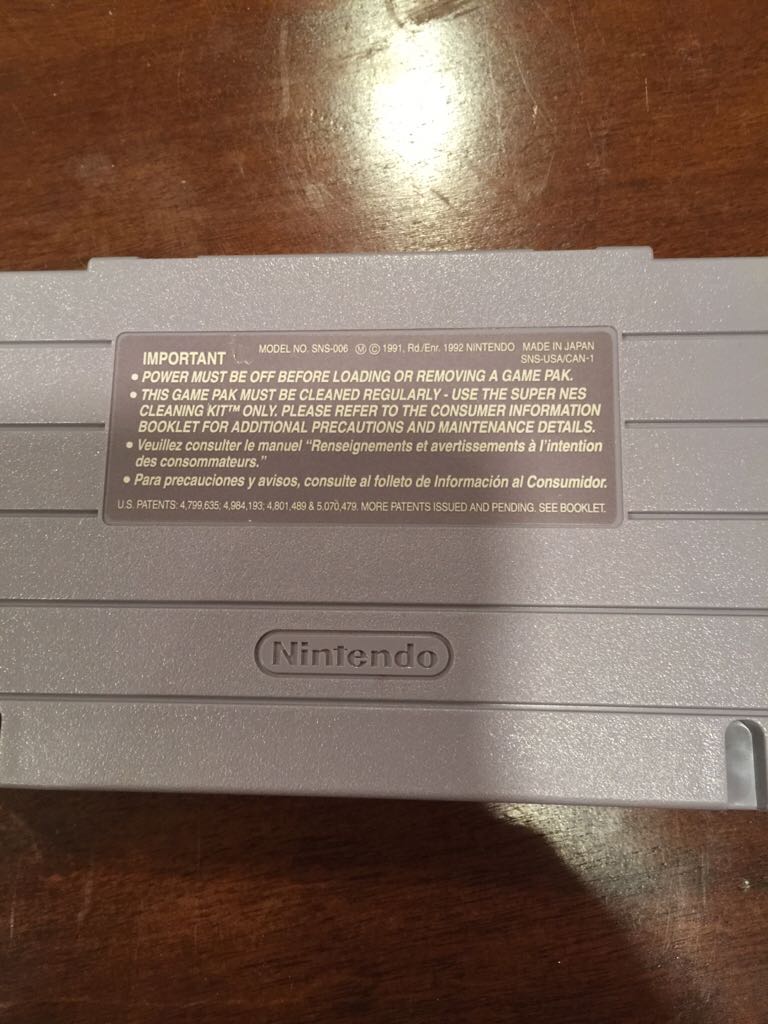 IMPORTANT MODEL NO. SNS-006 Ⓜ © 1991, Rd./Enr. 1992 NINTENDO MADE IN JAPAN
SNS-USA/CAN-1
• POWER MUST BE OFF BEFORE LOADING OR REMOVING A GAME PAK.
• THIS GAME PAK MUST BE CLEANED REGULARLY - USE THE SUPER NES
CLEANING KIT™ ONLY. PLEASE REFER TO THE CONSUMER INFORMATION
BOOKLET FOR ADDITIONAL PRECAUTIONS AND MAINTENANCE DETAILS.
• Veuillez consulter le manuel “Renseignements et avertissements à l’intention
des consommateurs.”
• Para precauciones y avisos, consulte al folleto de Información al Consumidor.
U.S. PATENTS: 4,799,635; 4,984,193; 4,801,489 & 5,070,479. MORE PATENTS ISSUED AND PENDING. SEE BOOKLET.
Nintendo